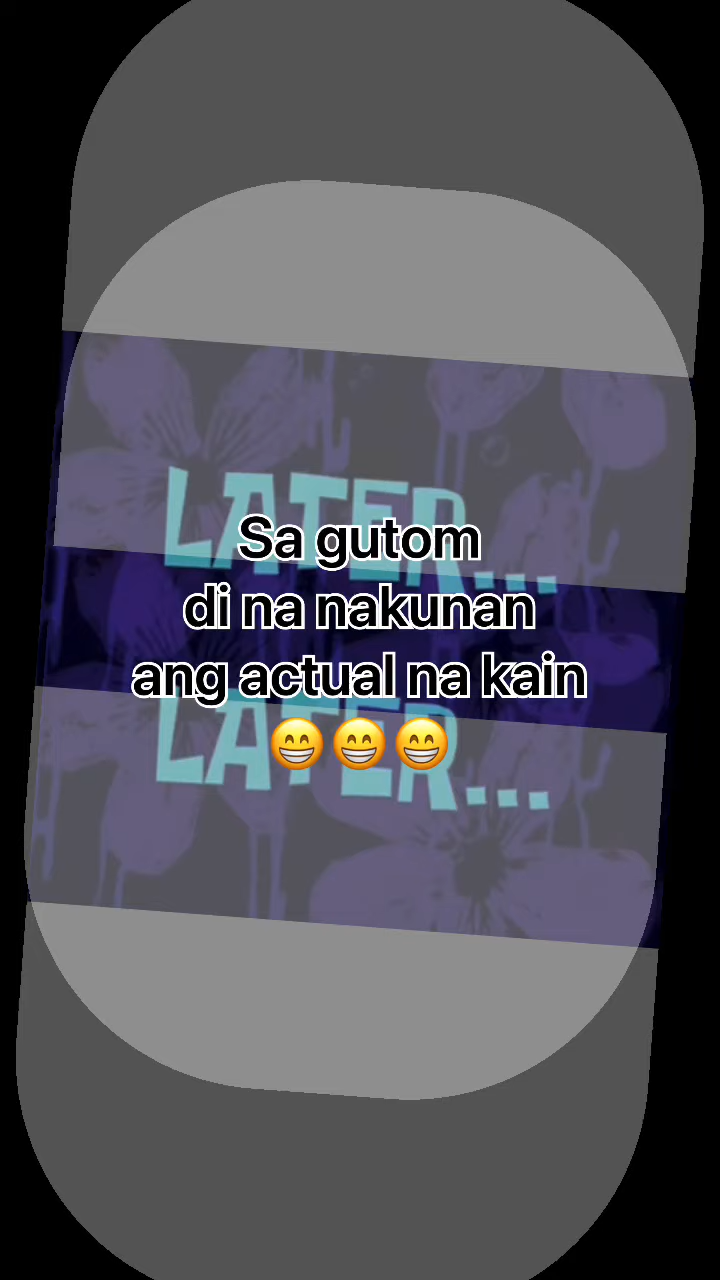 LATER...
Sa gutom
di na nakunan
ang actual na kain
😁😁😁
LATER...